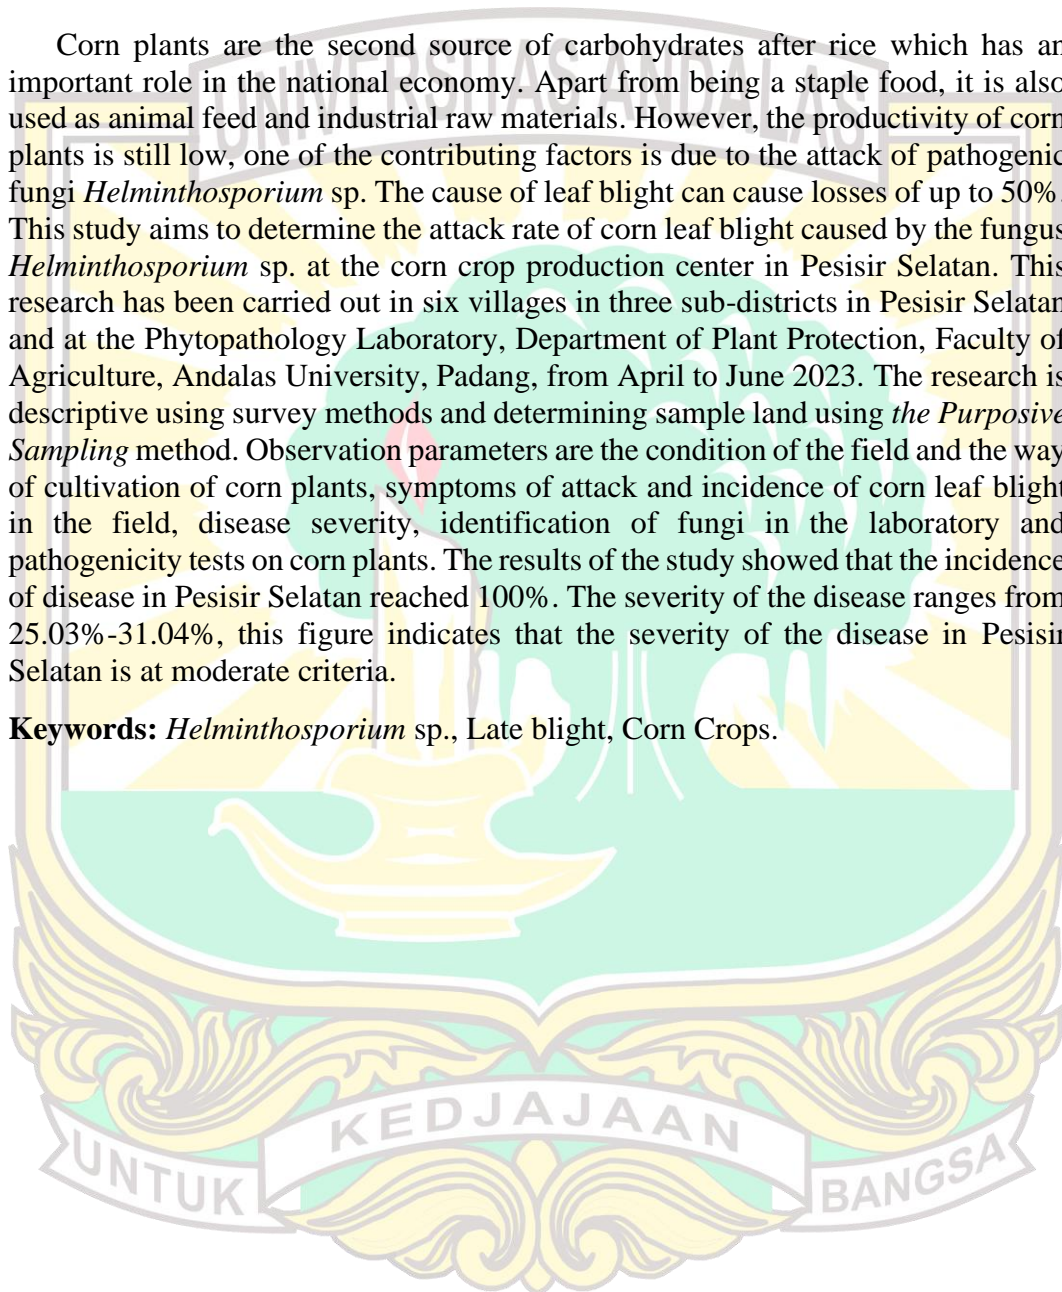 UNIVERSITAS ANDALAS
Corn plants are the second source of carbohydrates after rice which has an
important role in the national economy. Apart from being a staple food, it is also
used as animal feed and industrial raw materials. However, the productivity of corn
plants is still low, one of the contributing factors is due to the attack of pathogenic
fungi Helminthosporium sp. The cause of leaf blight can cause losses of up to 50%.
This study aims to determine the attack rate of corn leaf blight caused by the fungus
Helminthosporium sp. at the corn crop production center in Pesisir Selatan. This
research has been carried out in six villages in three sub-districts in Pesisir Selatan
and at the Phytopathology Laboratory, Department of Plant Protection, Faculty of
Agriculture, Andalas University, Padang, from April to June 2023. The research is
descriptive using survey methods and determining sample land using the Purposive
Sampling method. Observation parameters are the condition of the field and the way
of cultivation of corn plants, symptoms of attack and incidence of corn leaf blight
in the field, disease severity, identification of fungi in the laboratory and
pathogenicity tests on corn plants. The results of the study showed that the incidence
of disease in Pesisir Selatan reached 100%. The severity of the disease ranges from
25.03%-31.04%, this figure indicates that the severity of the disease in Pesisir
Selatan is at moderate criteria.
Keywords: Helminthosporium sp., Late blight, Corn Crops.
UNTUK KEDJAJAAN BANGSA